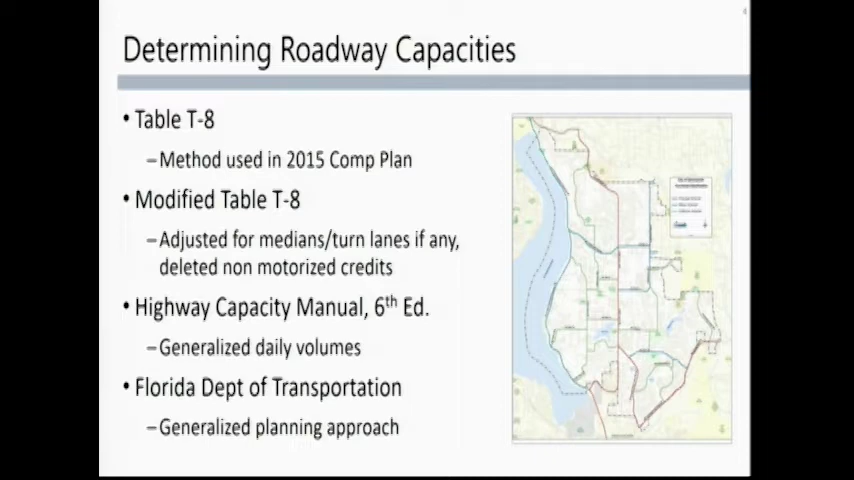 Determining Roadway Capacities
• Table T-8
–Method used in 2015 Comp Plan
• Modified Table T-8
–Adjusted for medians/turn lanes if any,
deleted non motorized credits
• Highway Capacity Manual, 6th Ed.
–Generalized daily volumes
• Florida Dept of Transportation
–Generalized planning approach